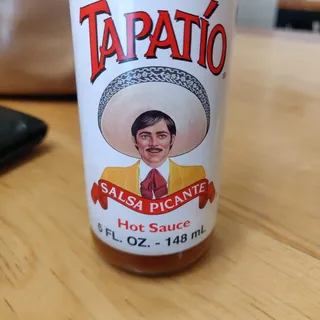 TAPATÍO®
SALSA PICANTE
Hot Sauce
5 FL. OZ. - 148 mL